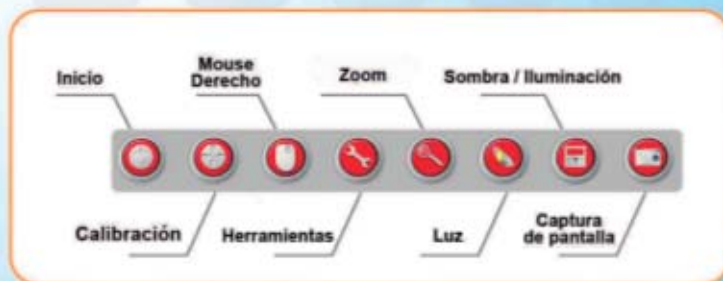 Inicio
Mouse
Derecho
Zoom
Sombra / Iluminación
Calibración
Herramientas
Luz
Captura
de pantalla